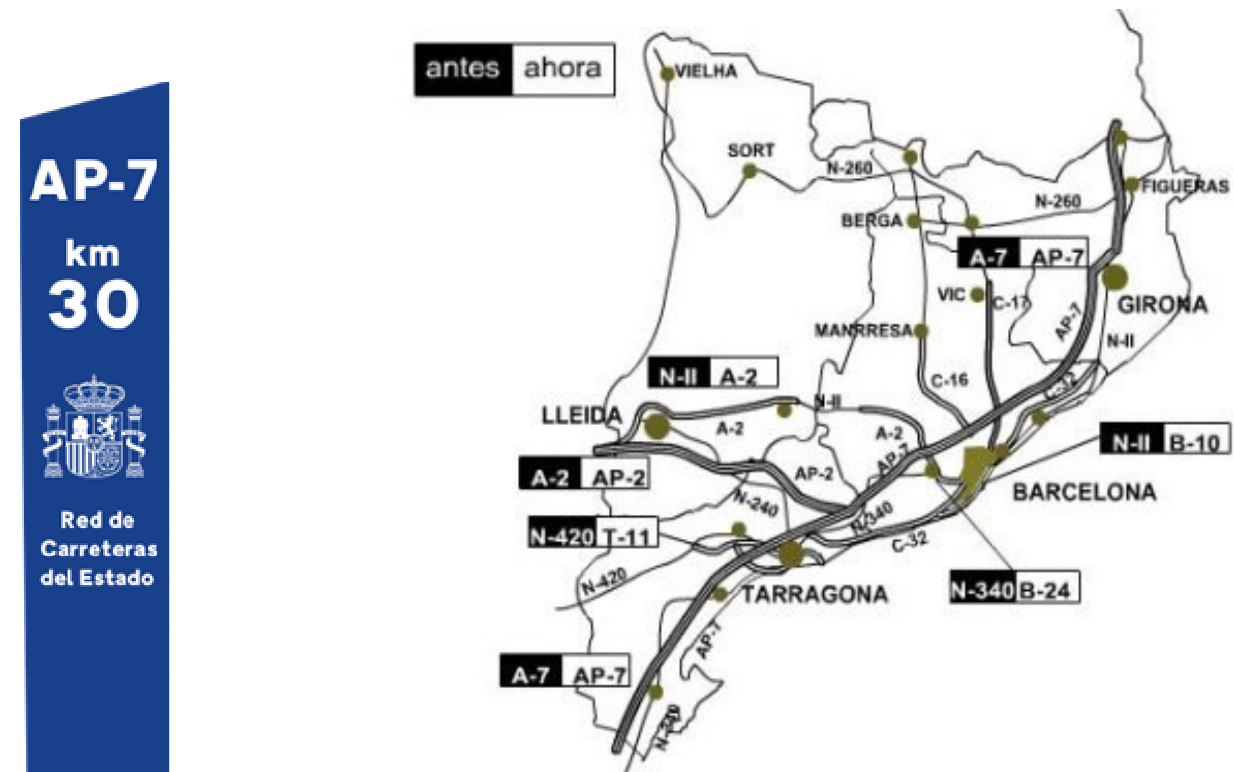 AP-7
km
30
Red de
Carreteras
del Estado
antes ahora
VIELHA
SORT
N-260
FIGUERAS
N-260
BERGA
A-7 AP-7
VIC
C-17
GIRONA
MANRRESA
AP-7
N-II
N-II A-2
C-16
C-32
LLEIDA
N-II
A-2
A-2
N-II B-10
AP-7
A-2 AP-2
AP-2
BARCELONA
N-240
N-340
N-420 T-11
C-32
N-420
N-340 B-24
TARRAGONA
AP-7
A-7 AP-7
N-340